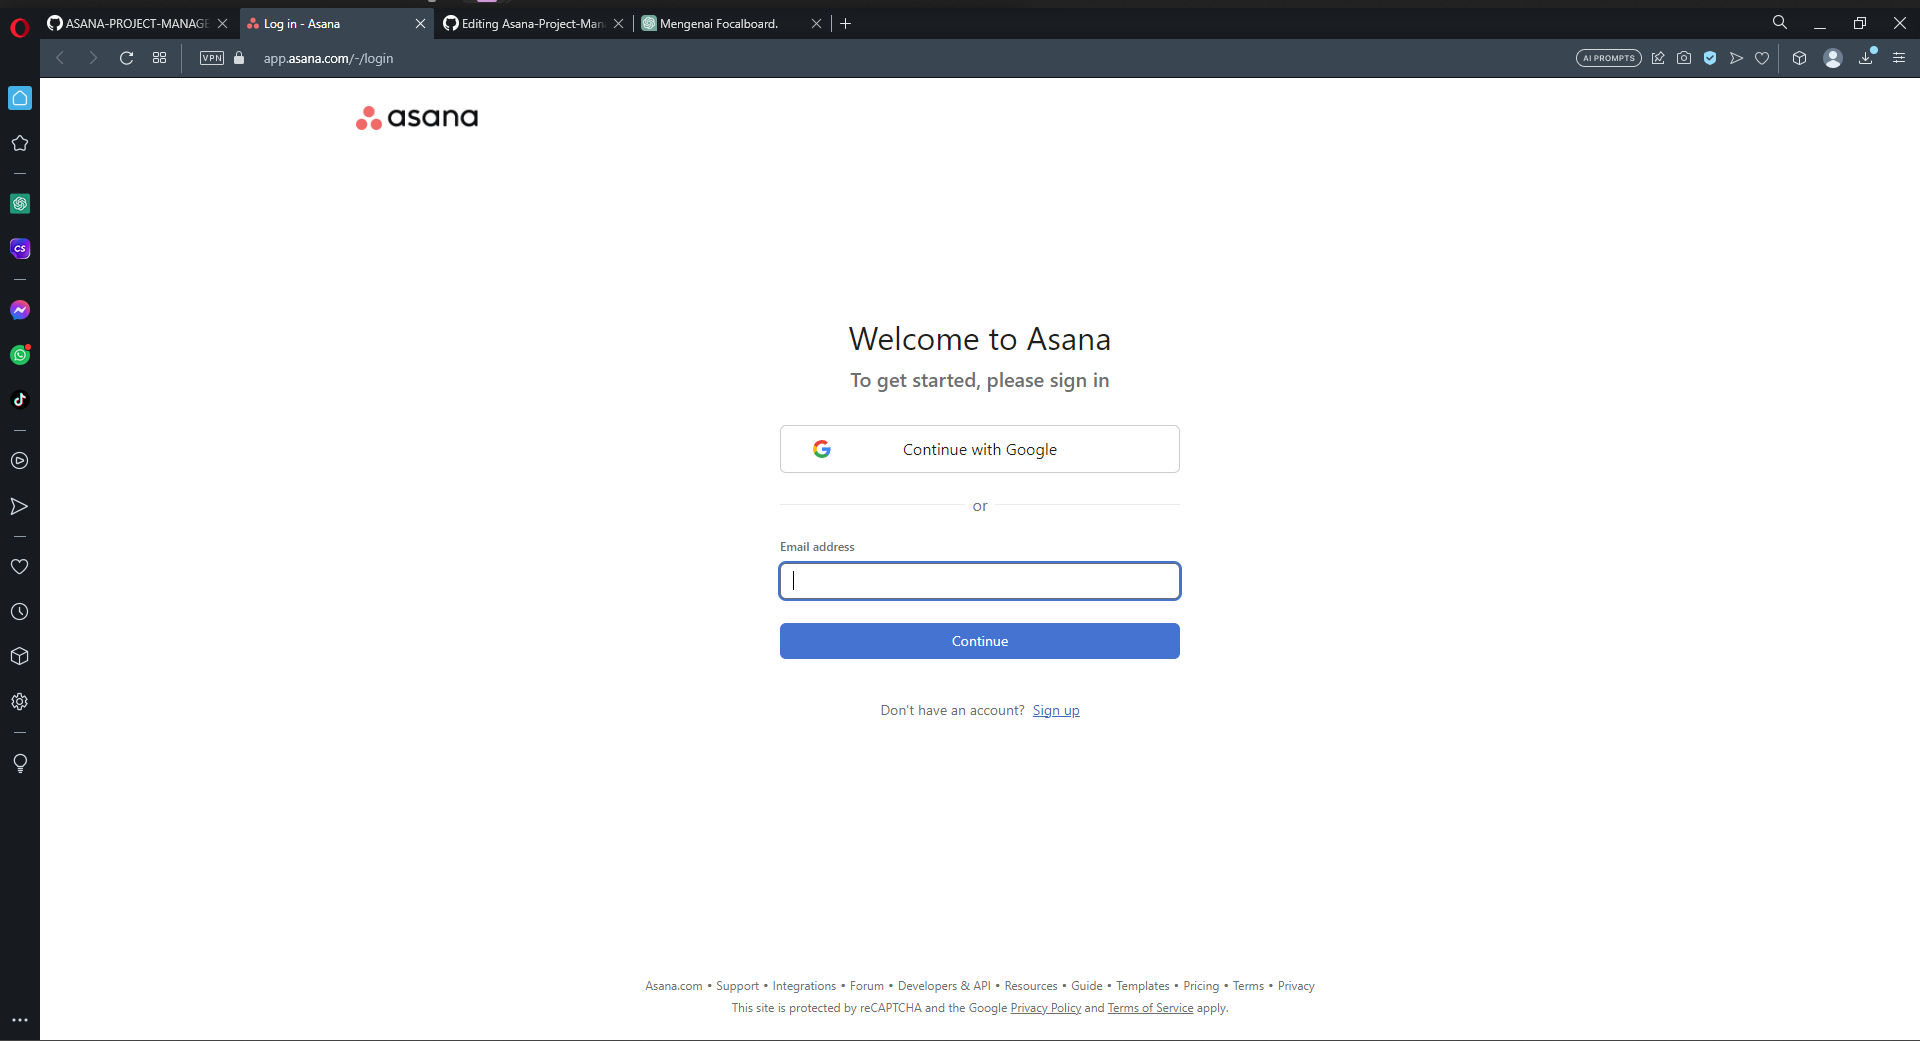 ASANA-PROJECT-MANAGE
Log in - Asana
Editing Asana-Project-Man
Mengenai Focalboard.
VPN
app.asana.com/-/login
AI PROMPTS
CS
asana
Welcome to Asana
To get started, please sign in
Continue with Google
or
Email address
Continue
Don't have an account? Sign up
Asana.com • Support • Integrations • Forum • Developers & API • Resources • Guide • Templates • Pricing • Terms • Privacy
This site is protected by reCAPTCHA and the Google Privacy Policy and Terms of Service apply.